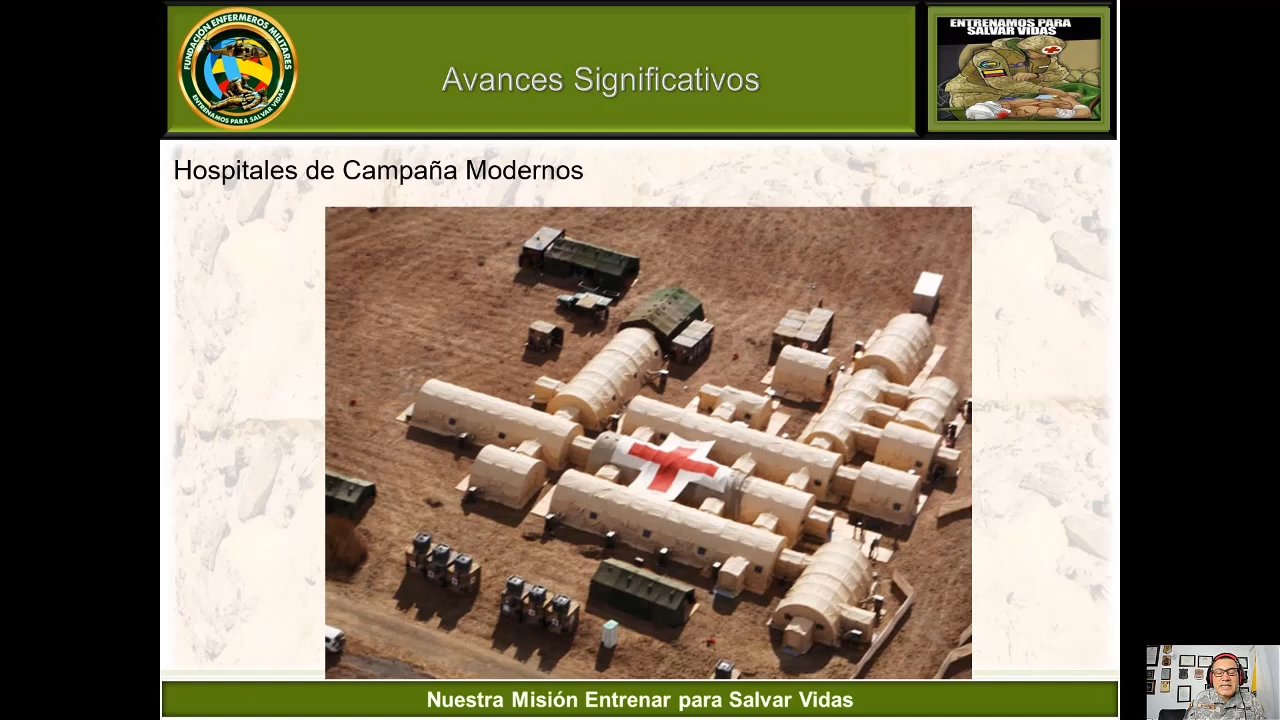 FUNDACIÓN ENFERMEROS MILITARES
ENTRENAMOS PARA SALVAR VIDAS
Avances Significativos
ENTRENAMOS PARA
SALVAR VIDAS
Hospitales de Campaña Modernos
Nuestra Misión Entrenar para Salvar Vidas